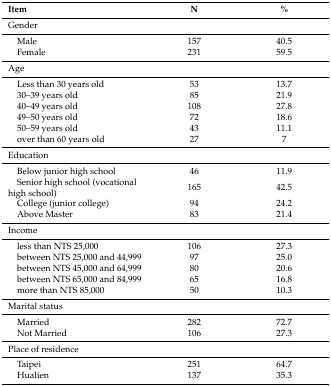 Item N %
Gender
Male 157 40.5
Female 231 59.5
Age
Less than 30 years old 53 13.7
30–39 years old 85 21.9
40–49 years old 108 27.8
49–50 years old 72 18.6
50–59 years old 43 11.1
over than 60 years old 27 7
Education
Below junior high school 46 11.9
Senior high school (vocational
high school) 165 42.5
College (junior college) 94 24.2
Above Master 83 21.4
Income
less than NTS 25,000 106 27.3
between NTS 25,000 and 44,999 97 25.0
between NTS 45,000 and 64,999 80 20.6
between NTS 65,000 and 84,999 65 16.8
more than NTS 85,000 50 10.3
Marital status
Married 282 72.7
Not Married 106 27.3
Place of residence
Taipei 251 64.7
Hualien 137 35.3